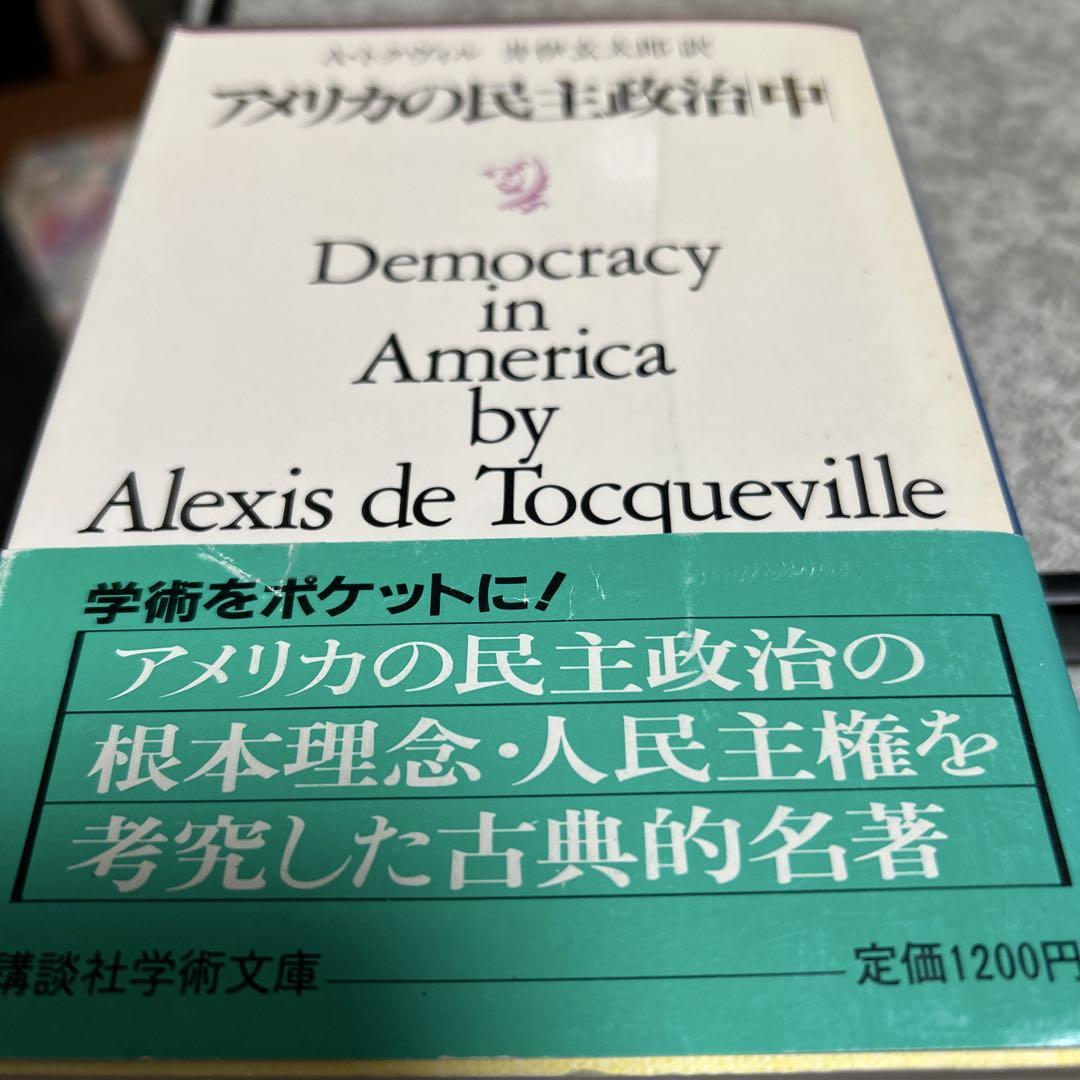 A・トクヴィル 井伊玄太郎 訳
アメリカの民主政治 中
Democracy
in
America
by
Alexis de Tocqueville
学術をポケットに!
アメリカの民主政治の
根本理念・人民主権を
考究した古典的名著
講談社学術文庫
定価1200円